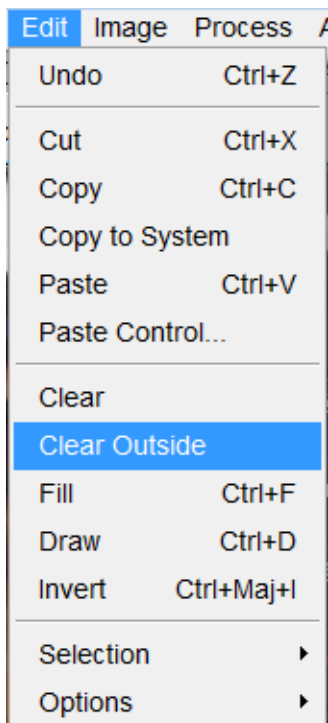 Edit Image Process
Undo Ctrl+Z
Cut Ctrl+X
Copy Ctrl+C
Copy to System
Paste Ctrl+V
Paste Control...
Clear
Clear Outside
Fill Ctrl+F
Draw Ctrl+D
Invert Ctrl+Maj+I
Selection
Options